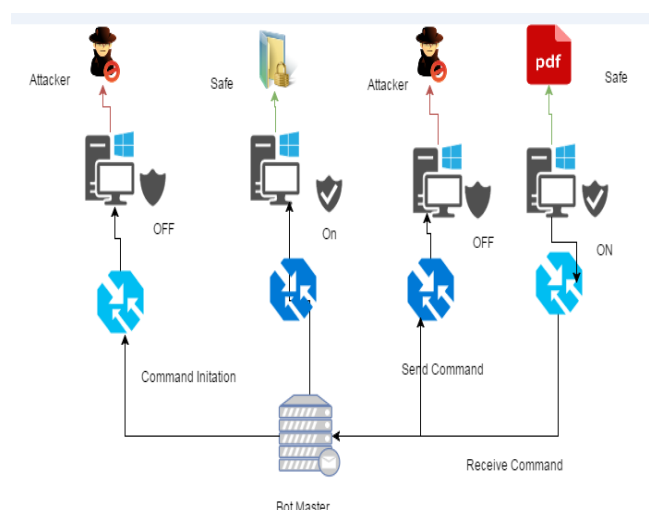 Attacker
Safe
Attacker
pdf
Safe
OFF
On
OFF
ON
Command Initation
Send Command
Receive Command
Bot Master